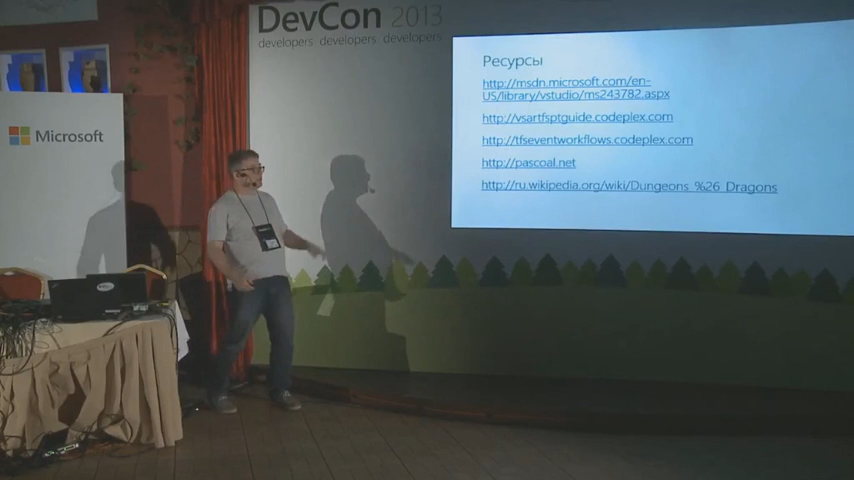 DevCon 2013
developers developers developers
Microsoft
Ресурсы
http://msdn.microsoft.com/en-
US/library/vstudio/ms243782.aspx
http://vsartfsptguide.codeplex.com
http://tfseventworkflows.codeplex.com
http://pascoal.net
http://ru.wikipedia.org/wiki/Dungeons_%26_Dragons